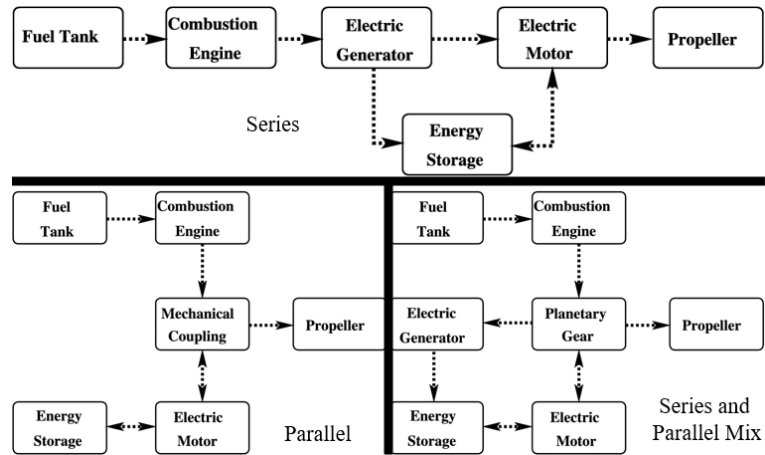 Fuel Tank
Combustion
Engine
Electric
Generator
Electric
Motor
Propeller
Series
Energy
Storage
Fuel
Tank
Combustion
Engine
Mechanical
Coupling
Propeller
Energy
Storage
Electric
Motor
Parallel
Fuel
Tank
Combustion
Engine
Electric
Generator
Planetary
Gear
Propeller
Energy
Storage
Electric
Motor
Series and
Parallel Mix